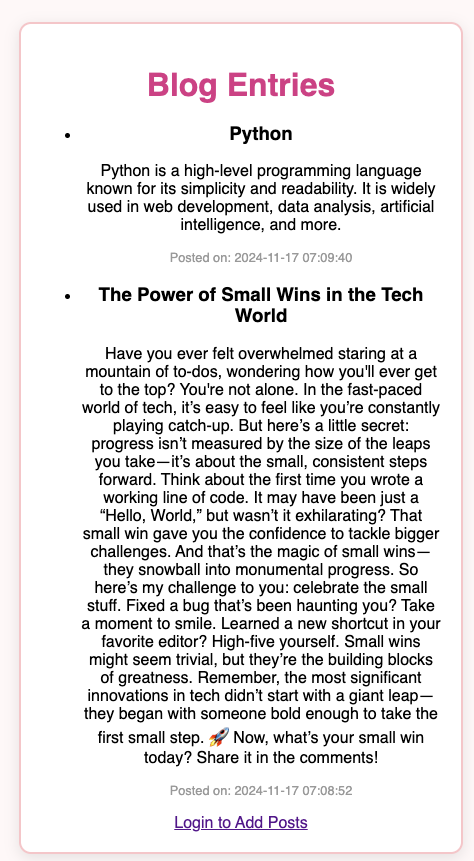 Blog Entries
Python
Python is a high-level programming language
known for its simplicity and readability. It is widely
used in web development, data analysis, artificial
intelligence, and more.
Posted on: 2024-11-17 07:09:40
The Power of Small Wins in the Tech
World
Have you ever felt overwhelmed staring at a
mountain of to-dos, wondering how you'll ever get
to the top? You're not alone. In the fast-paced
world of tech, it’s easy to feel like you’re constantly
playing catch-up. But here’s a little secret:
progress isn’t measured by the size of the leaps
you take—it’s about the small, consistent steps
forward. Think about the first time you wrote a
working line of code. It may have been just a
“Hello, World,” but wasn’t it exhilarating? That
small win gave you the confidence to tackle bigger
challenges. And that’s the magic of small wins—
they snowball into monumental progress. So
here’s my challenge to you: celebrate the small
stuff. Fixed a bug that’s been haunting you? Take
a moment to smile. Learned a new shortcut in your
favorite editor? High-five yourself. Small wins
might seem trivial, but they’re the building blocks
of greatness. Remember, the most significant
innovations in tech didn’t start with a giant leap—
they began with someone bold enough to take the
first small step. 🚀 Now, what’s your small win
today? Share it in the comments!
Posted on: 2024-11-17 07:08:52
Login to Add Posts